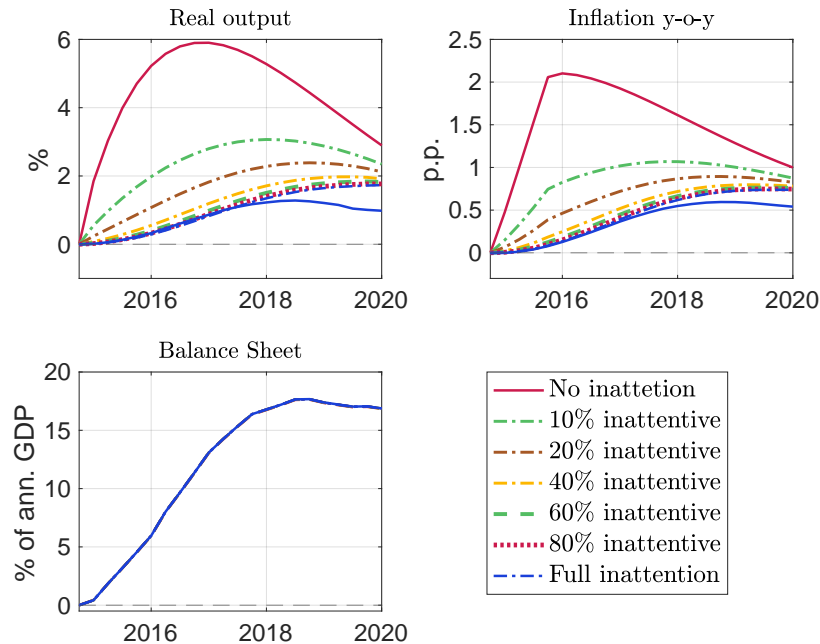 Real output
%
6
4
2
0
2016 2018 2020
Inflation y-o-y
p.p.
2.5
2
1.5
1
0.5
0
2016 2018 2020
Balance Sheet
% of ann. GDP
20
15
10
5
0
2016 2018 2020
No inattetion
10% inattentive
20% inattentive
40% inattentive
60% inattentive
80% inattentive
Full inattention